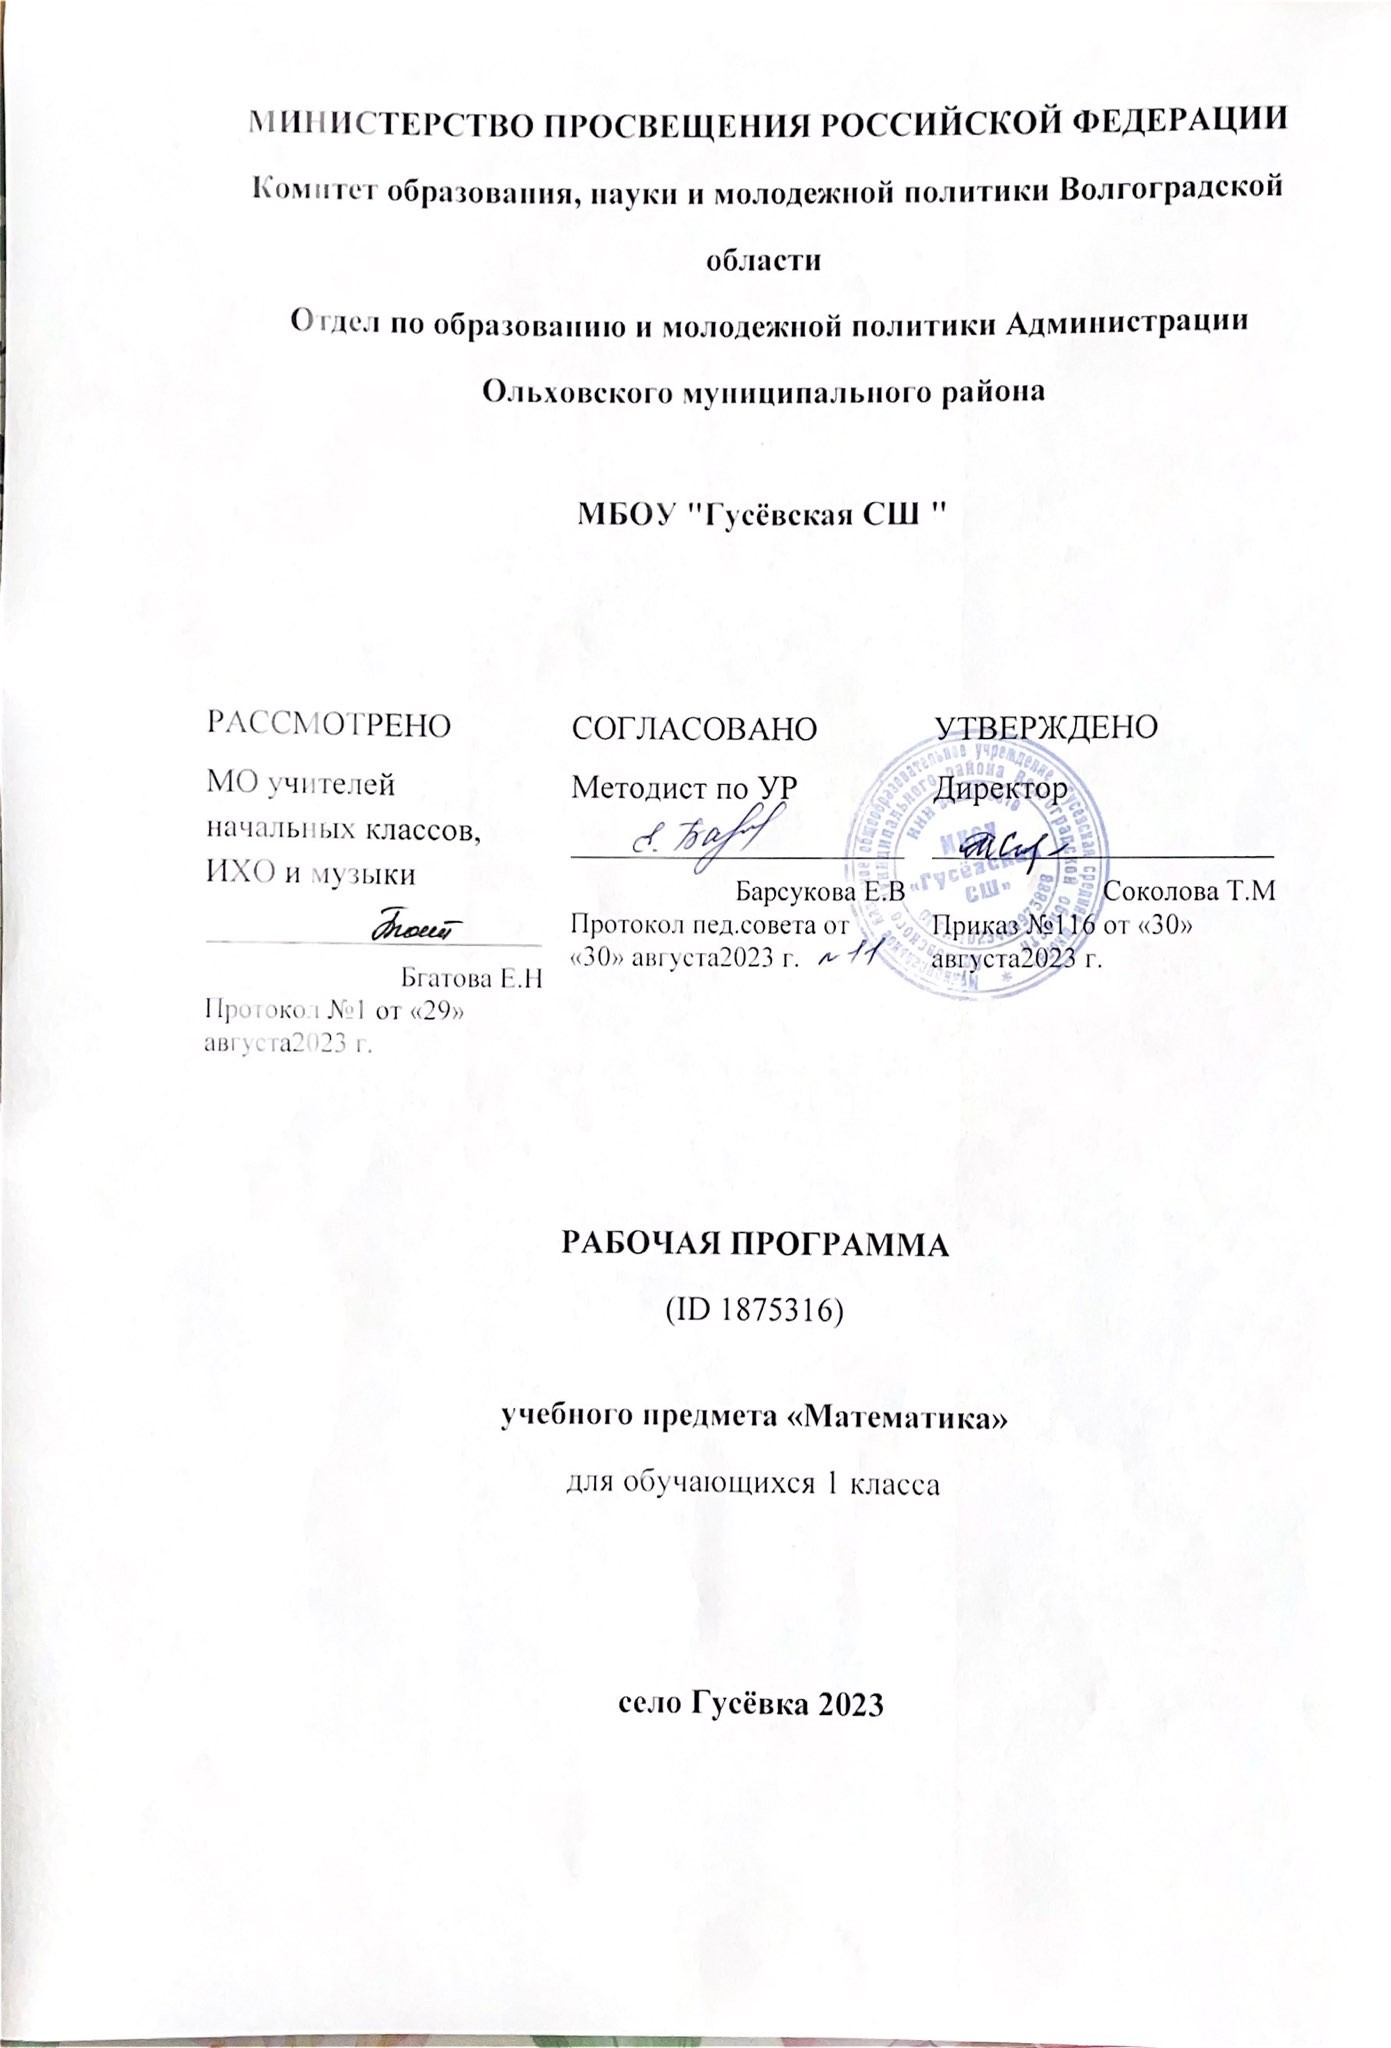 МИНИСТЕРСТВО ПРОСВЕЩЕНИЯ РОССИЙСКОЙ ФЕДЕРАЦИИ
Комитет образования, науки и молодежной политики Волгоградской
области
Отдел по образованию и молодежной политики Администрации
Ольховского муниципального района
МБОУ "Гусёвская СШ "
РАССМОТРЕНО
МО учителей
начальных классов,
ИХО и музыки
Бгатова Е.Н
Протокол №1 от «29»
августа2023 г.
СОГЛАСОВАНО
Методист по УР
Барсукова Е.В
Протокол пед.совета от
«30» августа2023 г. №11
УТВЕРЖДЕНО
Директор
Соколова Т.М
Приказ №116 от «30»
августа2023 г.
«Гусёвская
СШ»
РАБОЧАЯ ПРОГРАММА
(ID 1875316)
учебного предмета «Математика»
для обучающихся 1 класса
село Гусёвка 2023